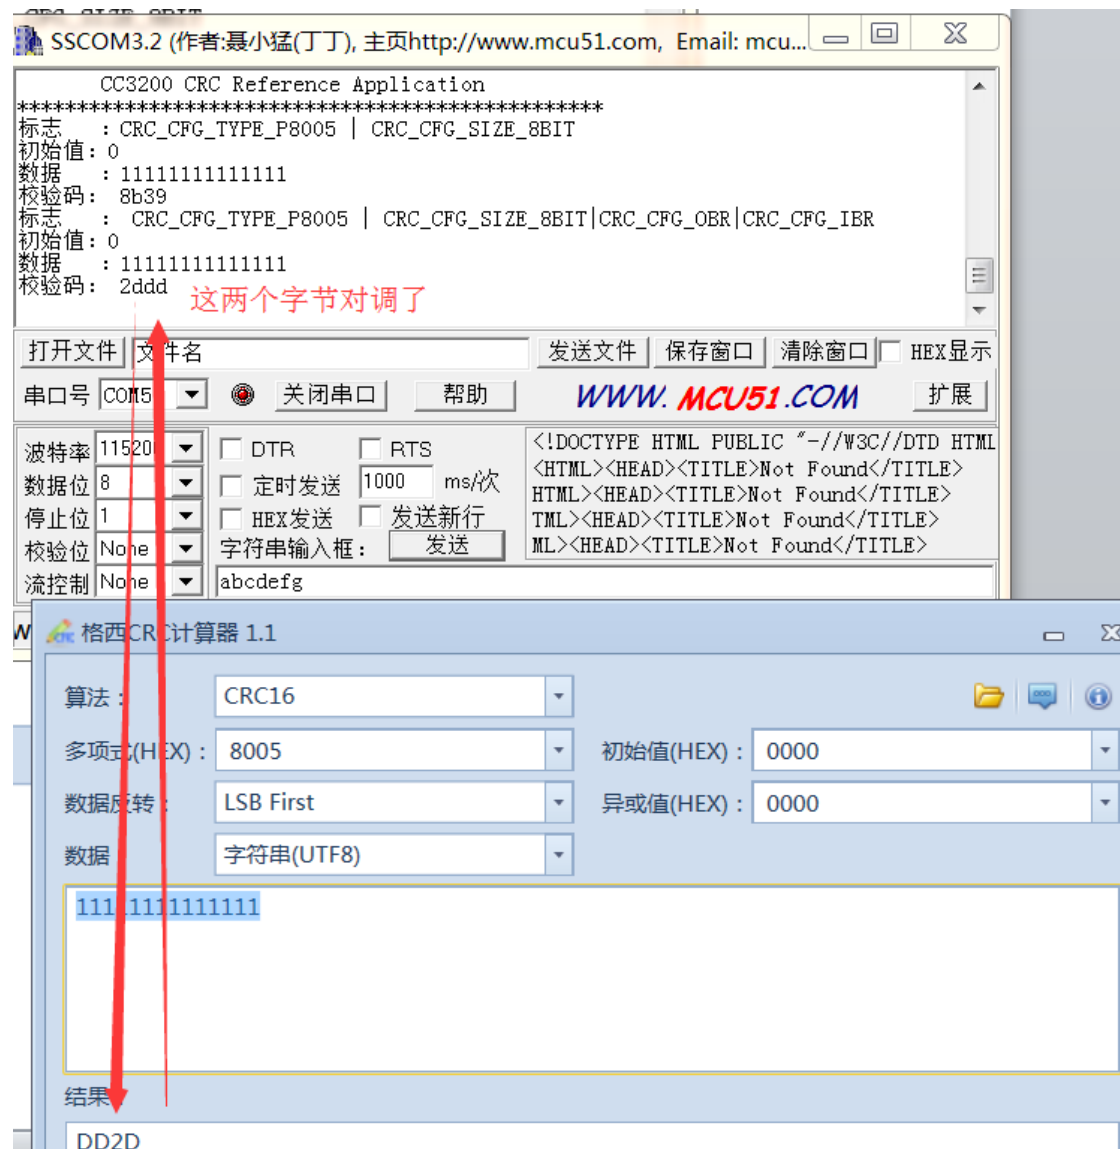 SSCOM3.2 (作者:聂小猛(丁丁), 主页http://www.mcu51.com, Email: mcu...
CC3200 CRC Reference Application
*************************************************
标志 : CRC_CFG_TYPE_P8005 | CRC_CFG_SIZE_8BIT
初始值: 0
数据 : 11111111111111
校验码: 8b39
标志 : CRC_CFG_TYPE_P8005 | CRC_CFG_SIZE_8BIT|CRC_CFG_OBR|CRC_CFG_IBR
初始值: 0
数据 : 11111111111111
校验码: 2ddd 这两个字节对调了
打开文件 文件名 发送文件 保存窗口 清除窗口 HEX显示
串口号 COM5 关闭串口 帮助 WWW. MCU51 .COM 扩展
波特率 115200 DTR RTS <!DOCTYPE HTML PUBLIC "-//W3C//DTD HTML
数据位 8 定时发送 1000 ms/次 <HTML><HEAD><TITLE>Not Found</TITLE>
HTML><HEAD><TITLE>Not Found</TITLE>
停止位 1 HEX发送 发送新行 TML><HEAD><TITLE>Not Found</TITLE>
校验位 None 字符串输入框: 发送 ML><HEAD><TITLE>Not Found</TITLE>
流控制 None abcdefg
格西CRC计算器 1.1
算法: CRC16
多项式(HEX): 8005 初始值(HEX): 0000
数据反转: LSB First 异或值(HEX): 0000
数据 字符串(UTF8)
11111111111111
结果:
DD2D